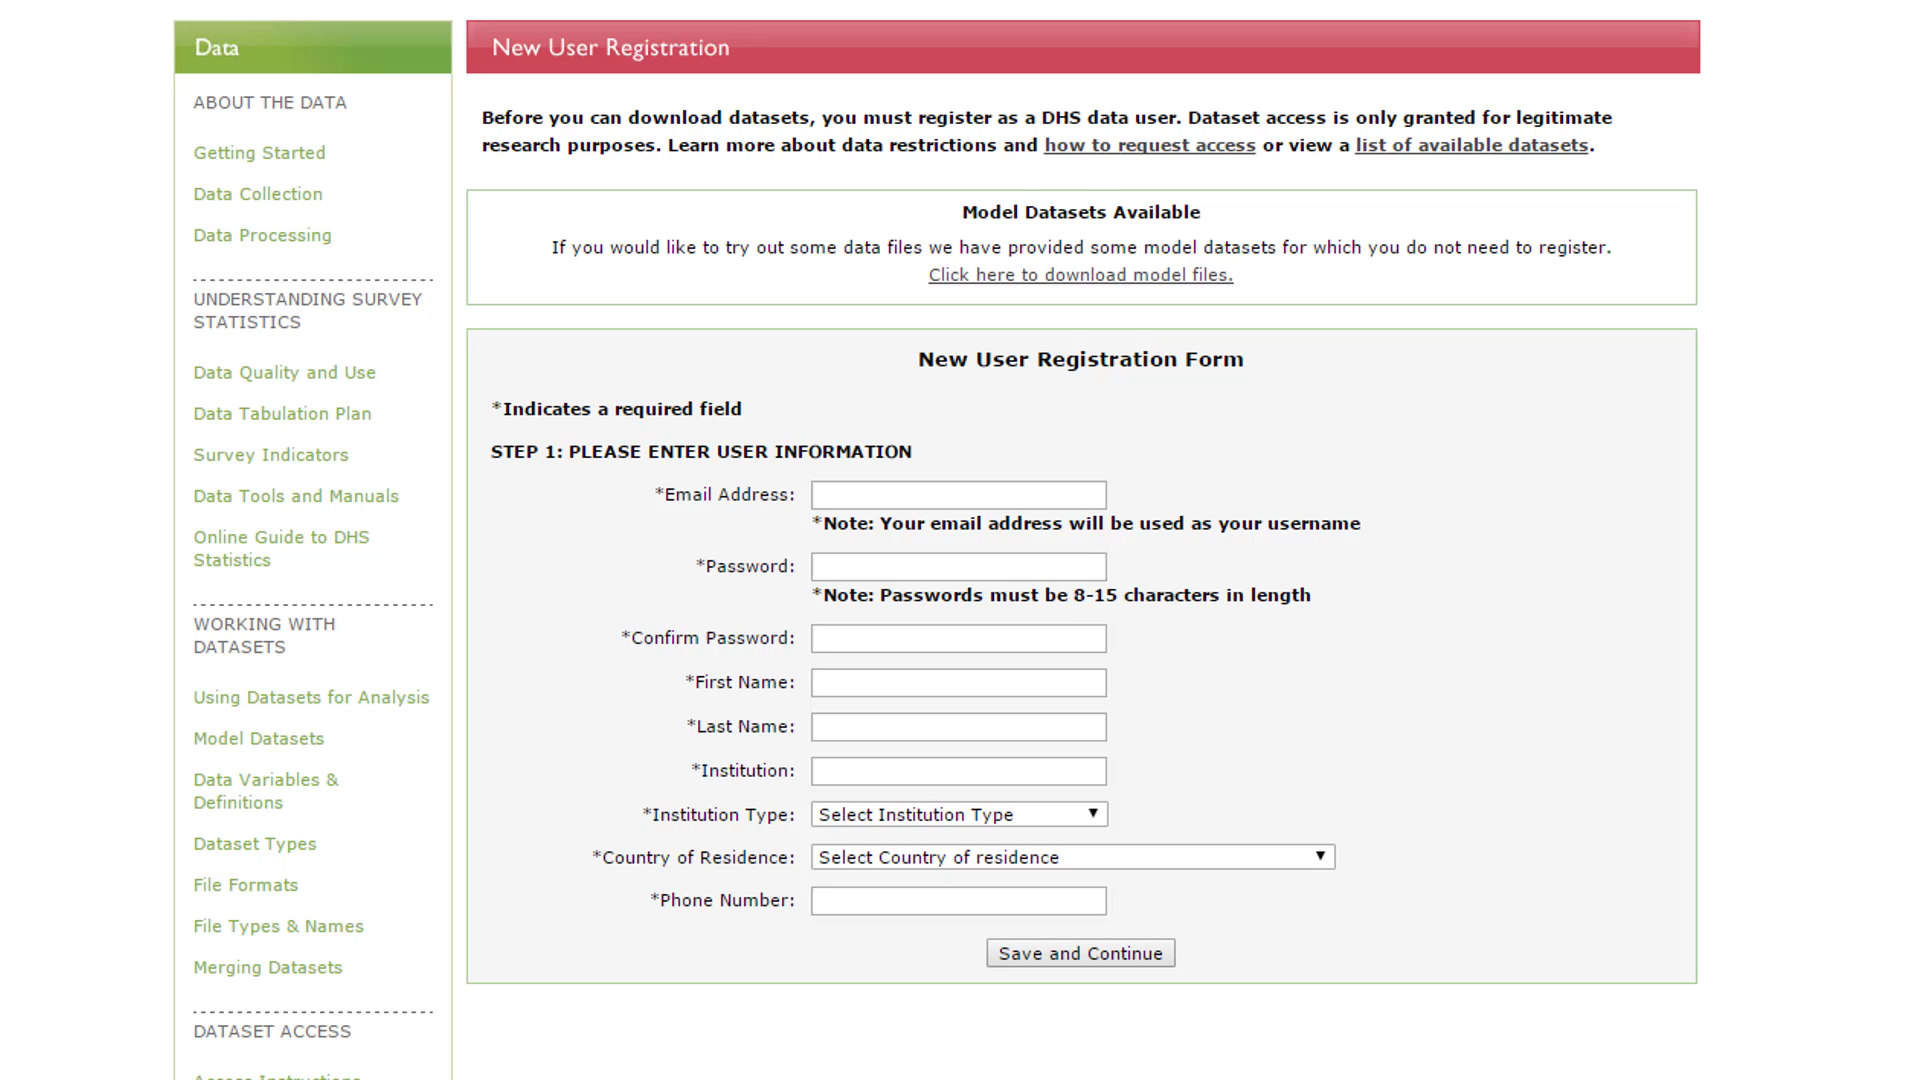 Data
ABOUT THE DATA
Getting Started
Data Collection
Data Processing
UNDERSTANDING SURVEY
STATISTICS
Data Quality and Use
Data Tabulation Plan
Survey Indicators
Data Tools and Manuals
Online Guide to DHS
Statistics
WORKING WITH
DATASETS
Using Datasets for Analysis
Model Datasets
Data Variables &
Definitions
Dataset Types
File Formats
File Types & Names
Merging Datasets
DATASET ACCESS
Access Instructions
New User Registration
Before you can download datasets, you must register as a DHS data user. Dataset access is only granted for legitimate
research purposes. Learn more about data restrictions and how to request access or view a list of available datasets.
Model Datasets Available
If you would like to try out some data files we have provided some model datasets for which you do not need to register.
Click here to download model files.
New User Registration Form
*Indicates a required field
STEP 1: PLEASE ENTER USER INFORMATION
*Email Address:
*Note: Your email address will be used as your username
*Password:
*Note: Passwords must be 8-15 characters in length
*Confirm Password:
*First Name:
*Last Name:
*Institution:
*Institution Type: Select Institution Type
*Country of Residence: Select Country of residence
*Phone Number:
Save and Continue